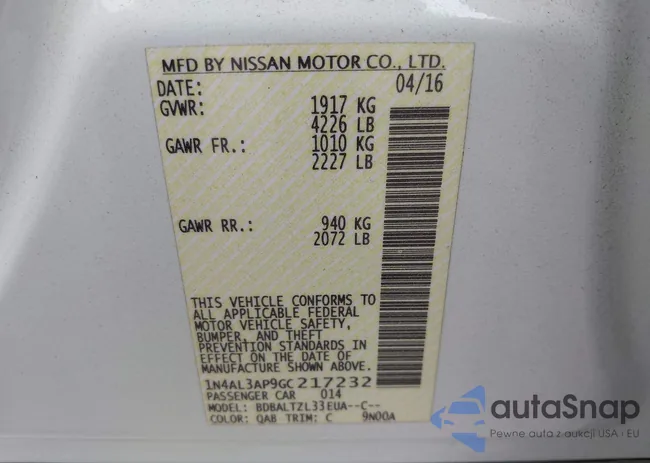 MFD BY NISSAN MOTOR CO., LTD.
DATE: 04/16
GVWR: 1917 KG
4226 LB
GAWR FR.: 1010 KG
2227 LB
GAWR RR.: 940 KG
2072 LB
THIS VEHICLE CONFORMS TO
ALL APPLICABLE FEDERAL
MOTOR VEHICLE SAFETY,
BUMPER, AND THEFT
PREVENTION STANDARDS IN
EFFECT ON THE DATE OF
MANUFACTURE SHOWN ABOVE.
1N4AL3AP9GC217232
PASSENGER CAR 014
MODEL: BDBALTZL33EUA--C--
COLOR: QAB TRIM: C 9N00A
autoSnap
Pewne auta z aukcji USA · EU